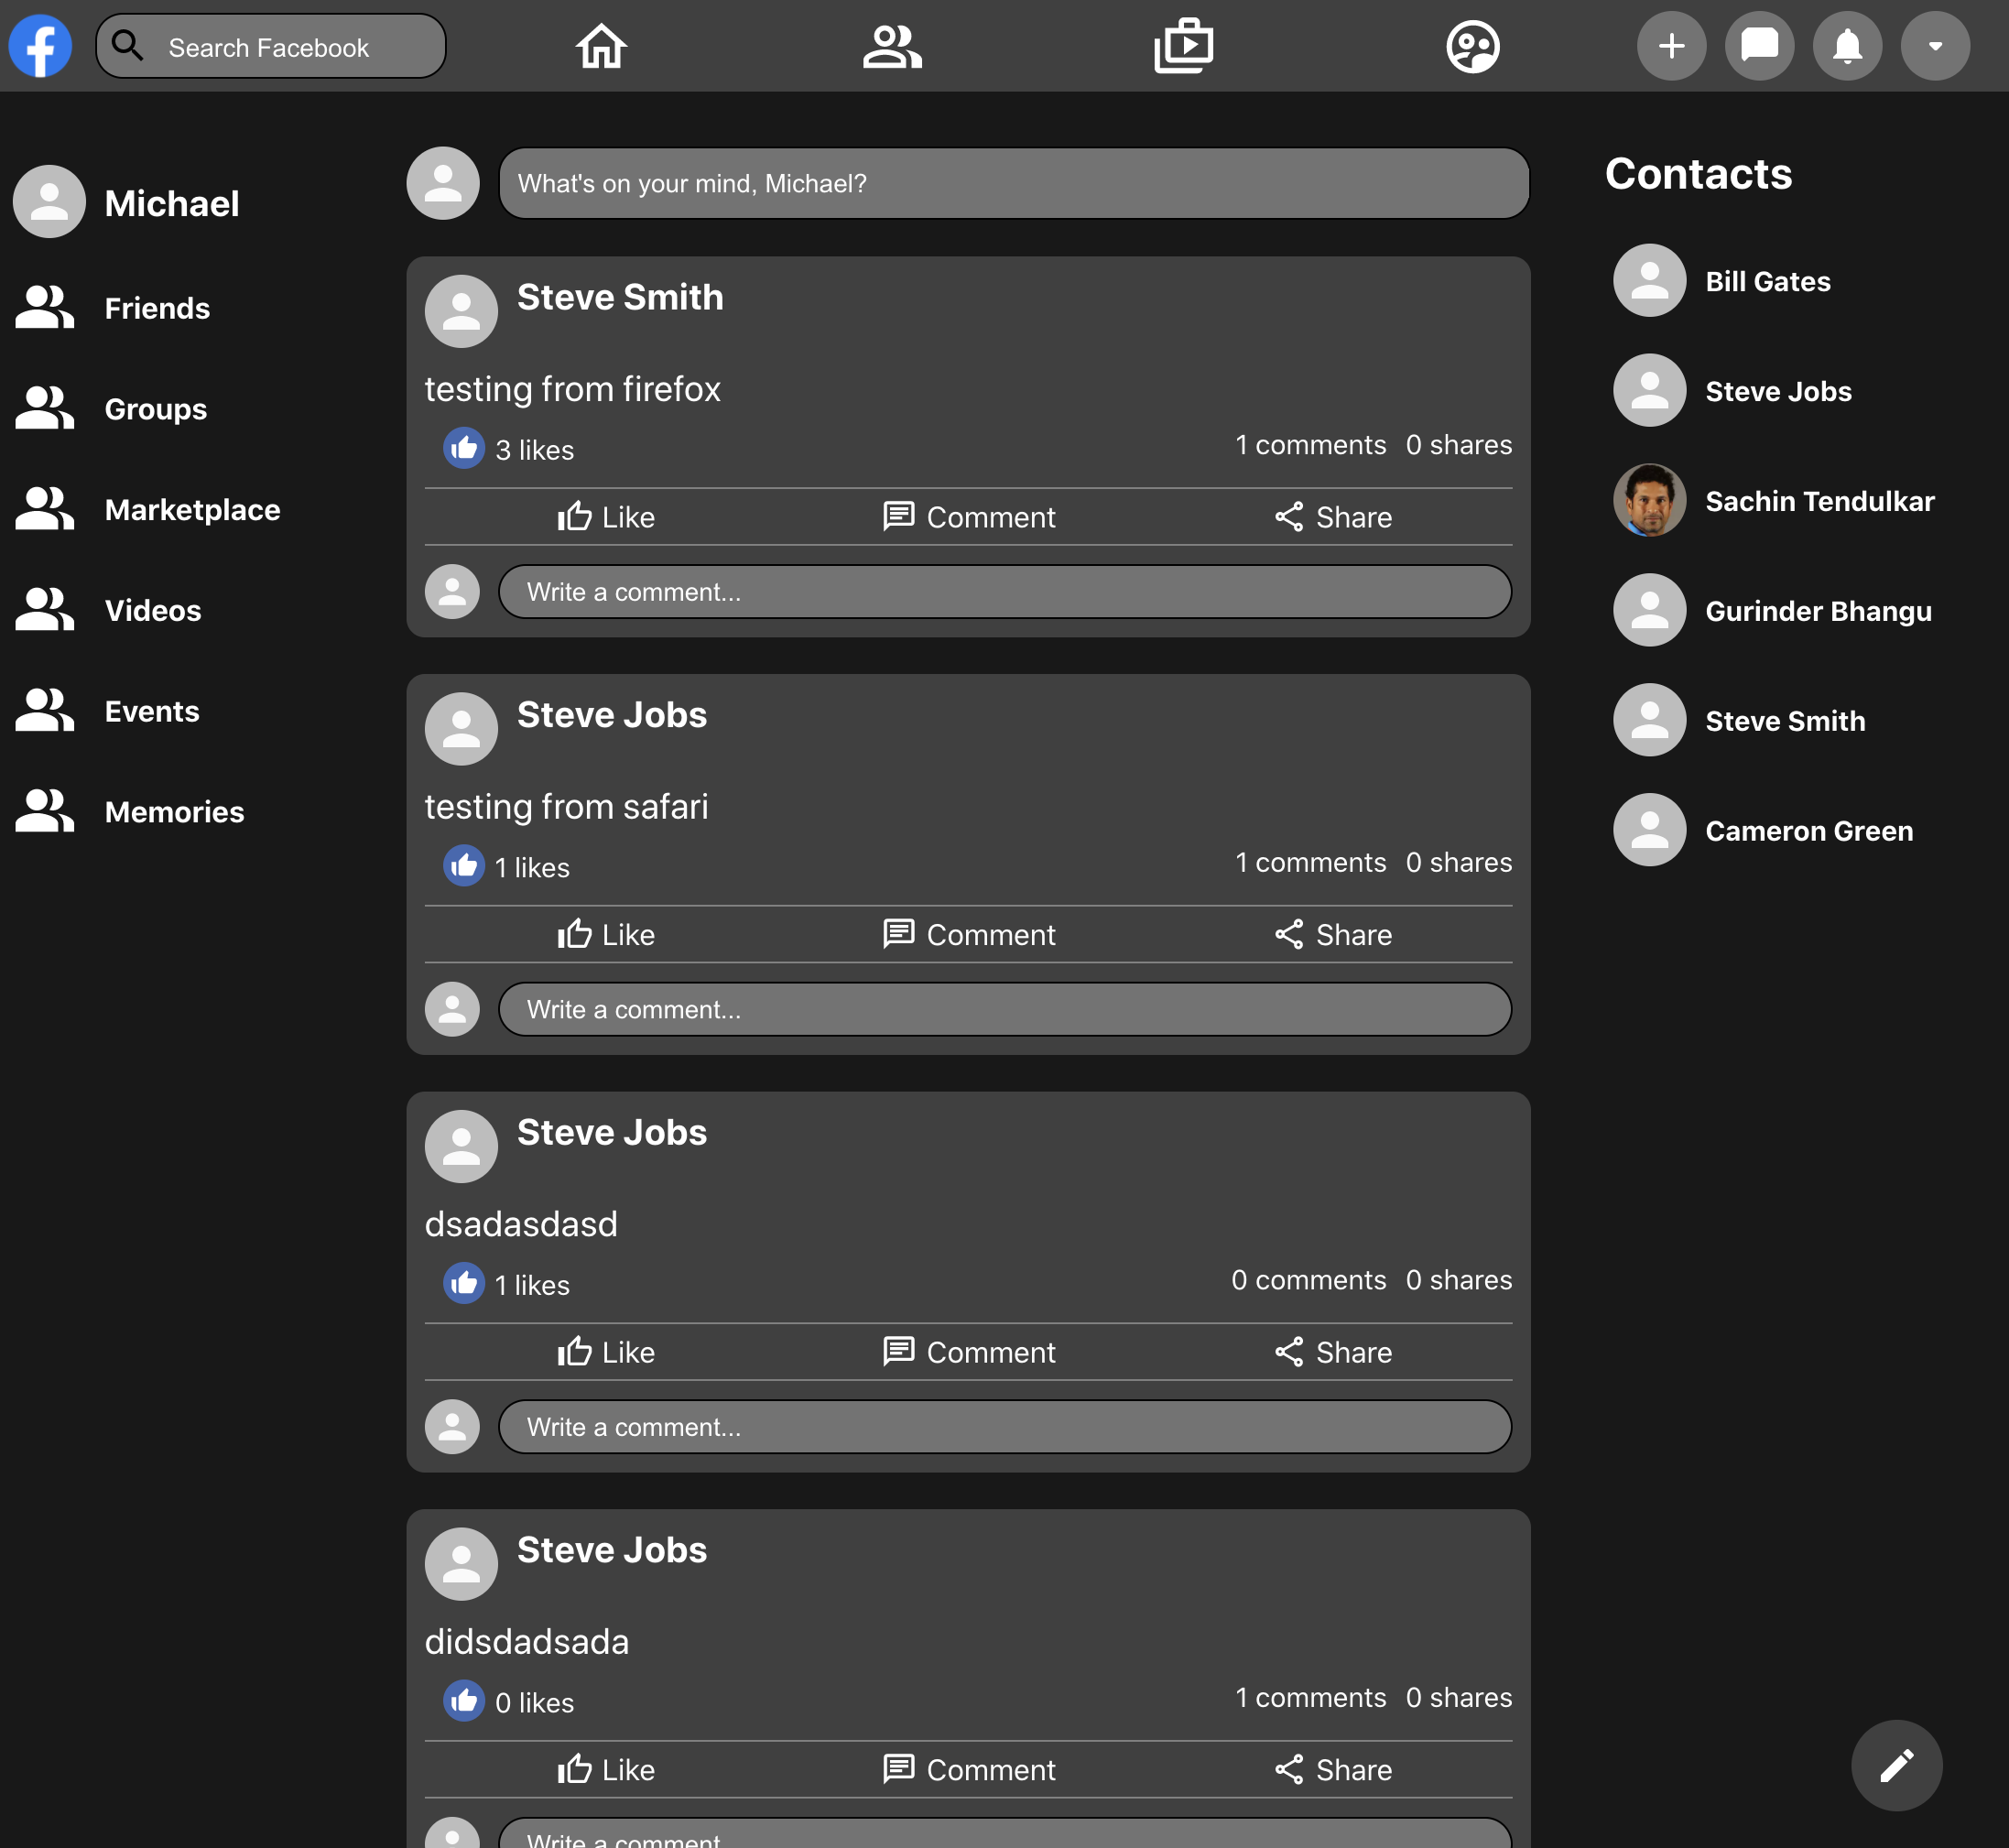 Search Facebook
Michael
Friends
Groups
Marketplace
Videos
Events
Memories
What's on your mind, Michael?
Steve Smith
testing from firefox
3 likes
1 comments 0 shares
Like Comment Share
Write a comment...
Steve Jobs
testing from safari
1 likes
1 comments 0 shares
Like Comment Share
Write a comment...
Steve Jobs
dsadasdasd
1 likes
0 comments 0 shares
Like Comment Share
Write a comment...
Steve Jobs
didsdadsada
0 likes
1 comments 0 shares
Like Comment Share
Write a comment
Contacts
Bill Gates
Steve Jobs
Sachin Tendulkar
Gurinder Bhangu
Steve Smith
Cameron Green